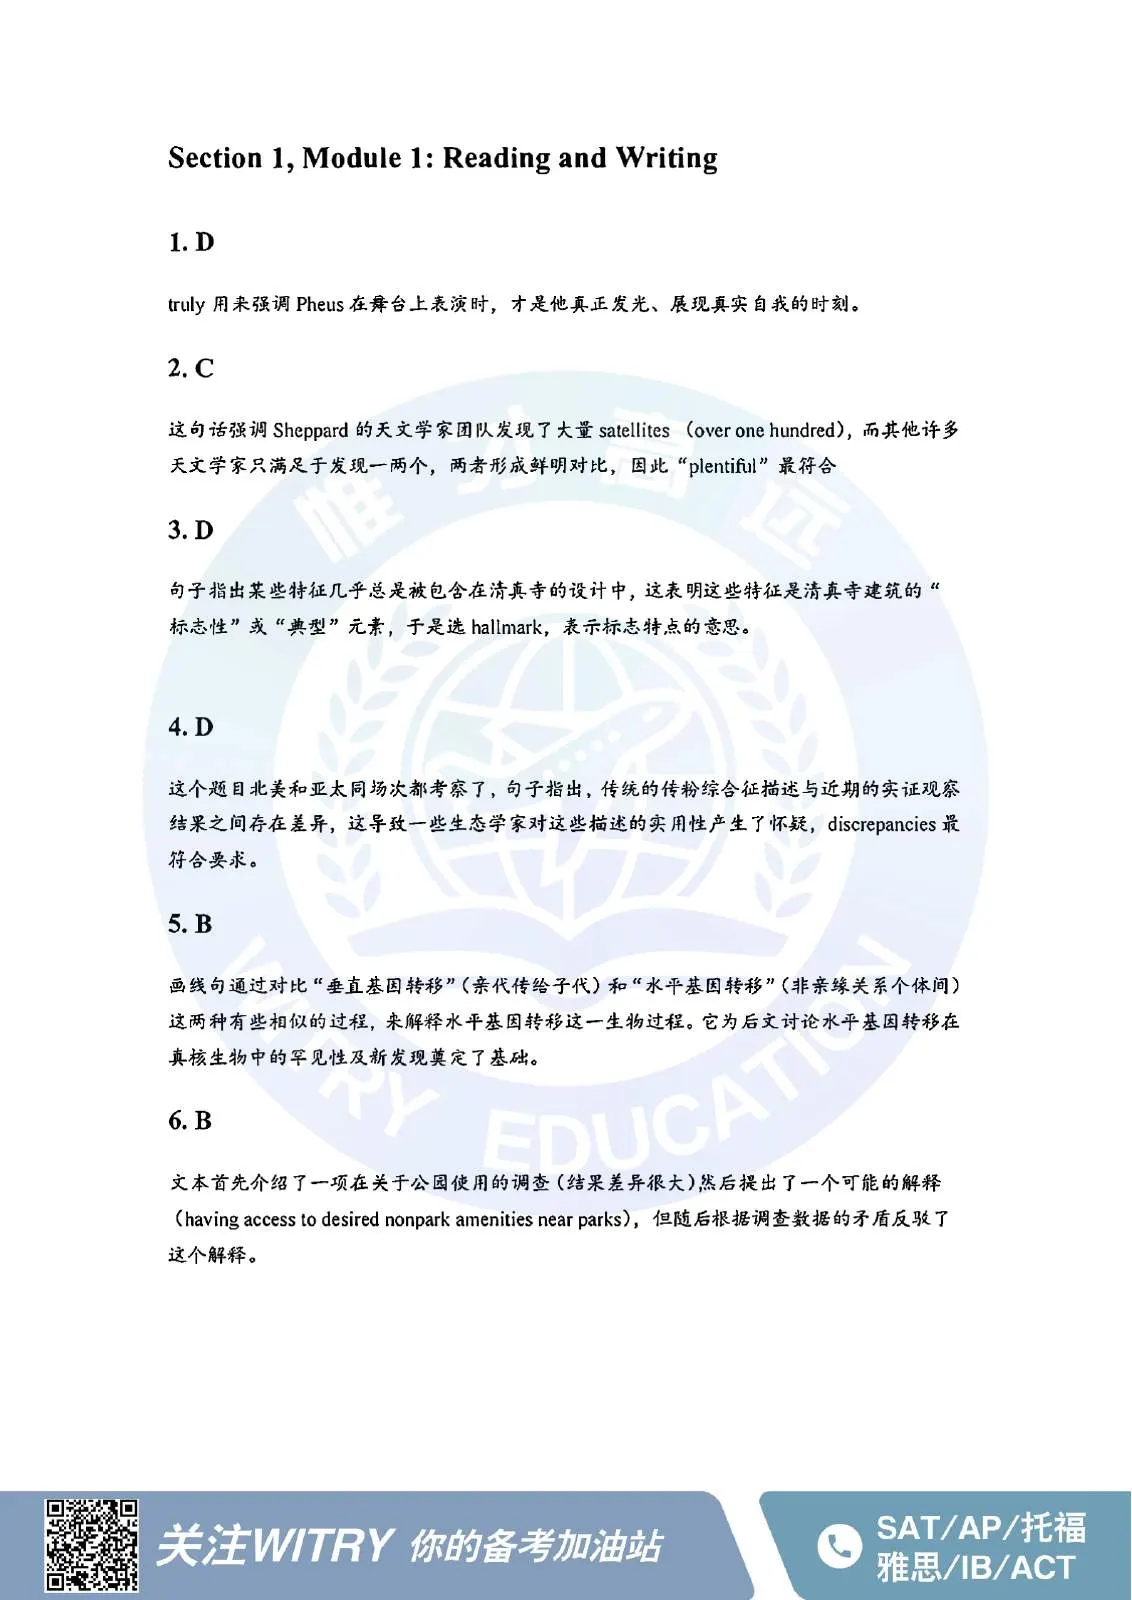 Section 1, Module 1: Reading and Writing
1. D
truly 用来强调 Pheus 在舞台上表演时，才是他真正发光、展现真实自我的时刻。
2. C
这句话强调 Sheppard 的天文学家团队发现了大量 satellites （over one hundred），而其他许多
天文学家只满足于发现一两个，两者形成鲜明对比，因此“plentiful”最符合
3. D
句子指出某些特征几乎总是被包含在清真寺的设计中，这表明这些特征是清真寺建筑的“
标志性”或“典型”元素，于是选 hallmark，表示标志特点的意思。
4. D
这个题目北美和亚太同场次都考察了，句子指出，传统的传粉综合征描述与近期的实证观察
结果之间存在差异，这导致一些生态学家对这些描述的实用性产生了怀疑，discrepancies 最
符合要求。
5. B
画线句通过对比“垂直基因转移”（亲代传给子代）和“水平基因转移”（非亲缘关系个体间）
这两种有些相似的过程，来解释水平基因转移这一生物过程。它为后文讨论水平基因转移在
真核生物中的罕见性及新发现奠定了基础。
6. B
文本首先介绍了一项在关于公园使用的调查（结果差异很大），然后提出了一个可能的解释
（having access to desired nonpark amenities near parks），但随后根据调查数据的矛盾反驳了
这个解释。
惟尔高远
WITRY EDUCATION
关注WITRY 你的备考加油站
SAT/AP/托福
雅思/IB/ACT